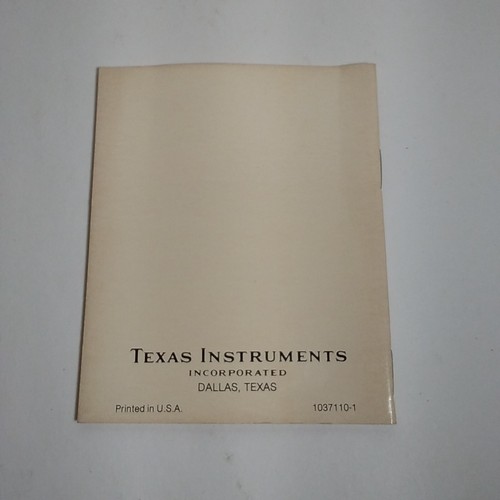 TEXAS INSTRUMENTS
INCORPORATED
DALLAS, TEXAS
Printed in U.S.A. 1037110-1